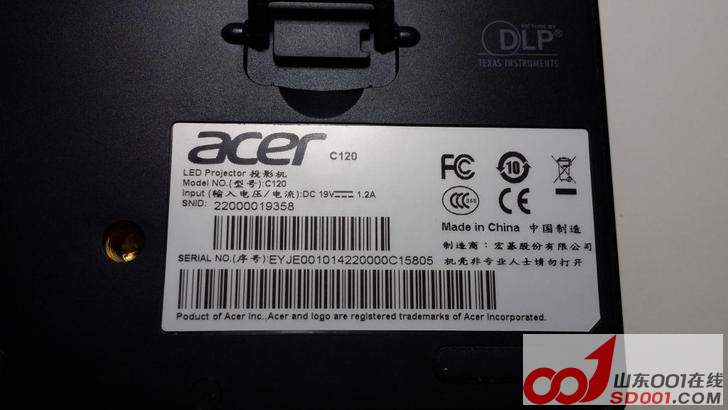 PICTURE BY
DLP®
TEXAS INSTRUMENTS
acer C120
LED Projector 投影机
Model NO.(型号):C120
Input (输入电压/电流):DC 19V⎓ 1.2A
SNID: 22000019358
FC
10
CCC S&E
CE
Made in China 中国制造
制造商：宏碁股份有限公司
SERIAL NO.(序号):EYJE001014220000C15805
机壳非专业人士请勿打开
Product of Acer Inc., Acer and logo are registered trademarks of Acer Incorporated.
山东001在线
SD001.COM